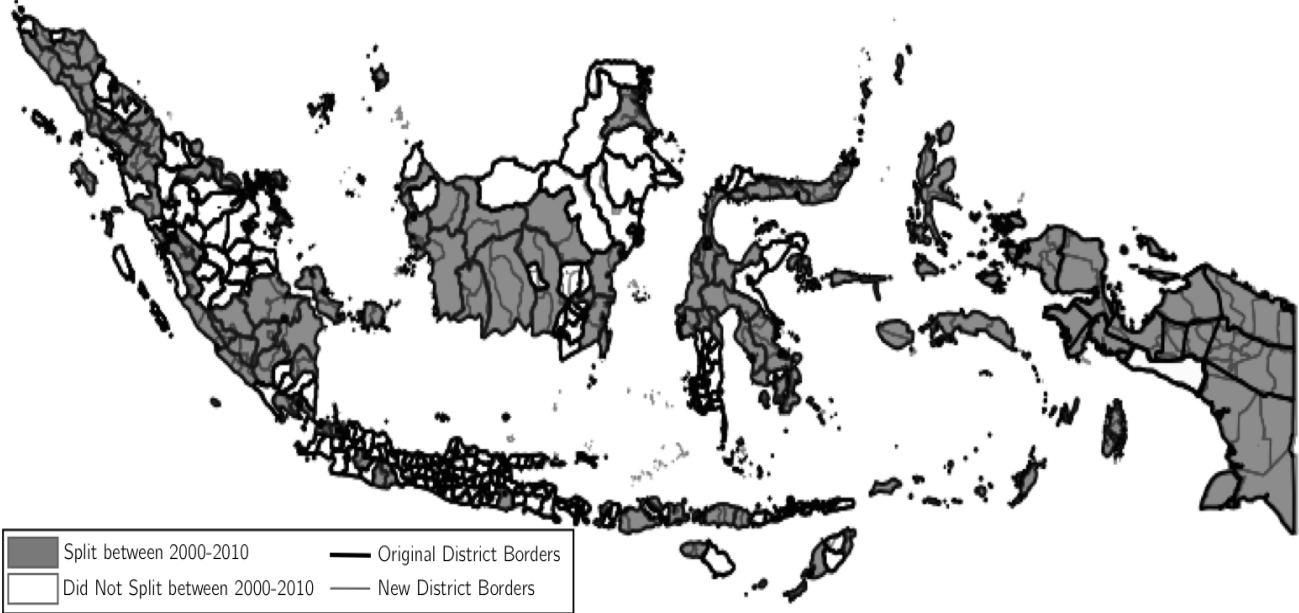 Split between 2000-2010
Original District Borders
Did Not Split between 2000-2010
New District Borders